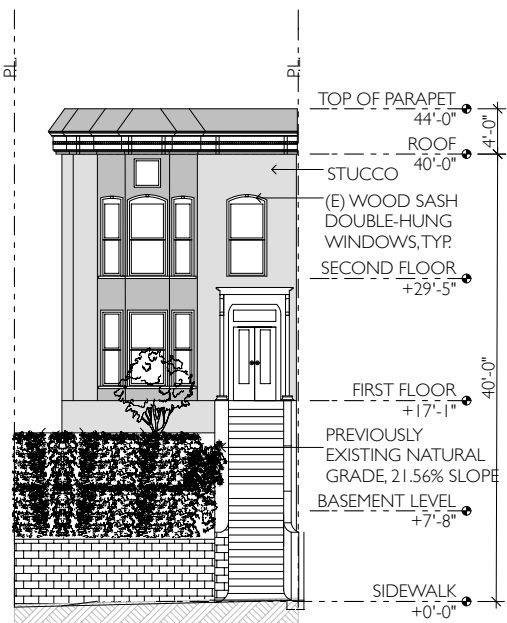 P.L.
P.L.
TOP OF PARAPET
44'-0"
4'-0"
ROOF
40'-0"
STUCCO
(E) WOOD SASH
DOUBLE-HUNG
WINDOWS, TYP.
SECOND FLOOR
+29'-5"
40'-0"
FIRST FLOOR
+17'-1"
PREVIOUSLY
EXISTING NATURAL
GRADE, 21.56% SLOPE
BASEMENT LEVEL
+7'-8"
SIDEWALK
+0'-0"